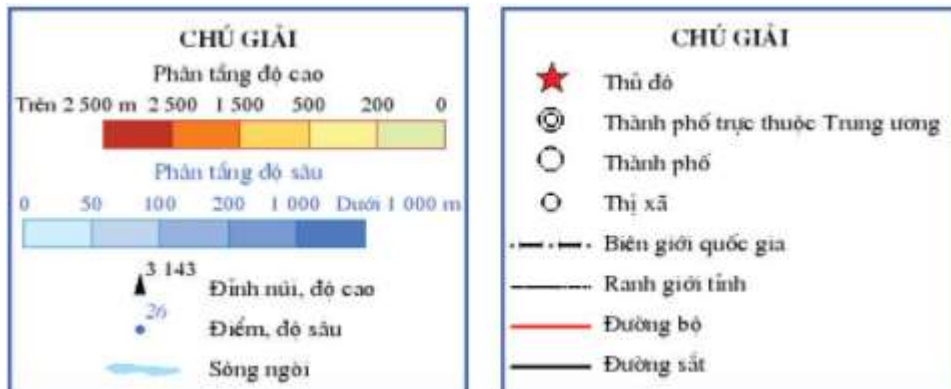 CHÚ GIẢI
Phân tầng độ cao
Trên 2 500 m 2 500 1 500 500 200 0
Phân tầng độ sâu
0 50 100 200 1 000 Dưới 1 000 m
3 143
Đỉnh núi, độ cao
26
Điểm, độ sâu
Sông ngòi
CHÚ GIẢI
Thủ đô
Thành phố trực thuộc Trung ương
Thành phố
Thị xã
Biên giới quốc gia
Ranh giới tỉnh
Đường bộ
Đường sắt